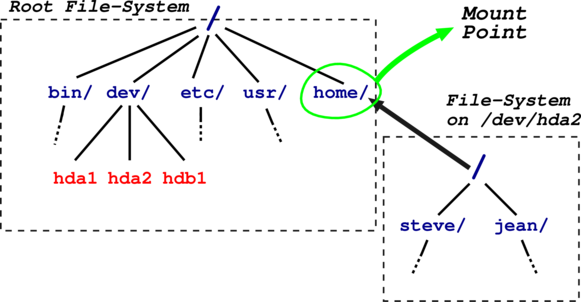 Root File-System
/
Mount
Point
bin/ dev/ etc/ usr/ home/
File-System
on /dev/hda2
hda1 hda2 hdb1
/
steve/ jean/